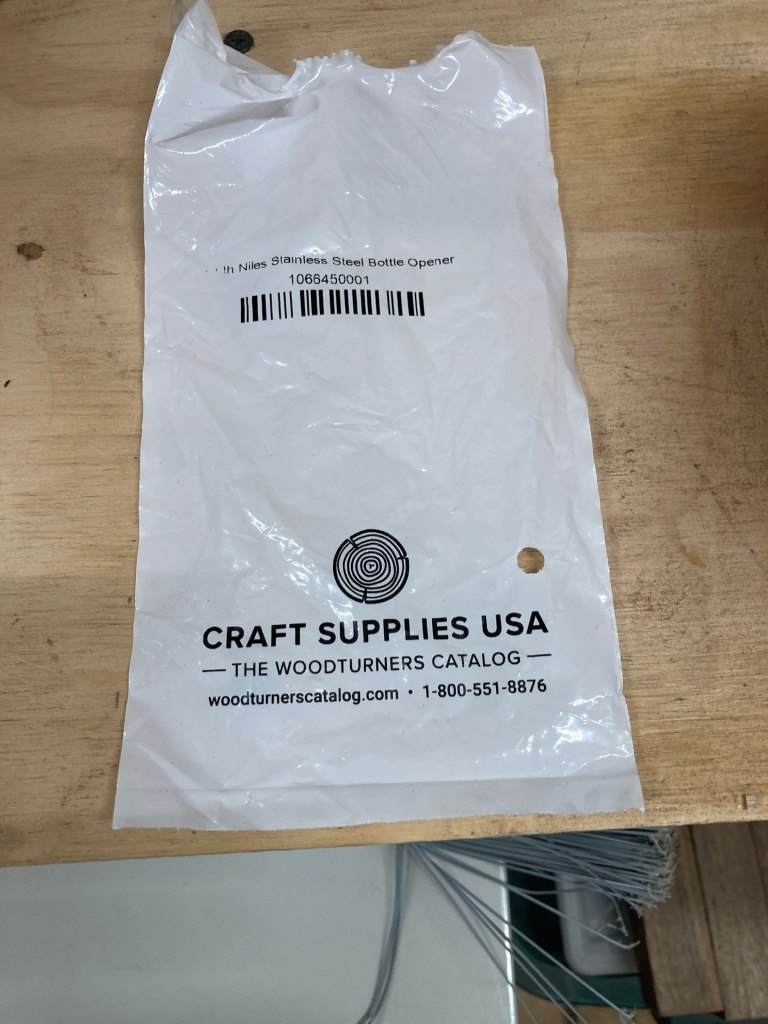 Niles Stainless Steel Bottle Opener
1066450001
CRAFT SUPPLIES USA
— THE WOODTURNERS CATALOG —
woodturnerscatalog.com • 1-800-551-8876